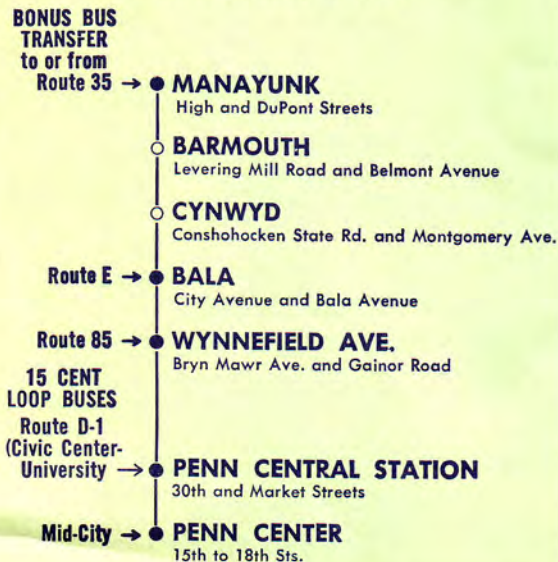 BONUS BUS
TRANSFER
to or from
Route 35 → MANAYUNK
High and DuPont Streets
BARMOUTH
Levering Mill Road and Belmont Avenue
CYNWYD
Conshohocken State Rd. and Montgomery Ave.
Route E → BALA
City Avenue and Bala Avenue
Route 85 → WYNNEFIELD AVE.
Bryn Mawr Ave. and Gainor Road
15 CENT
LOOP BUSES
Route D-1
(Civic Center-
University → PENN CENTRAL STATION
30th and Market Streets
Mid-City → PENN CENTER
15th to 18th Sts.